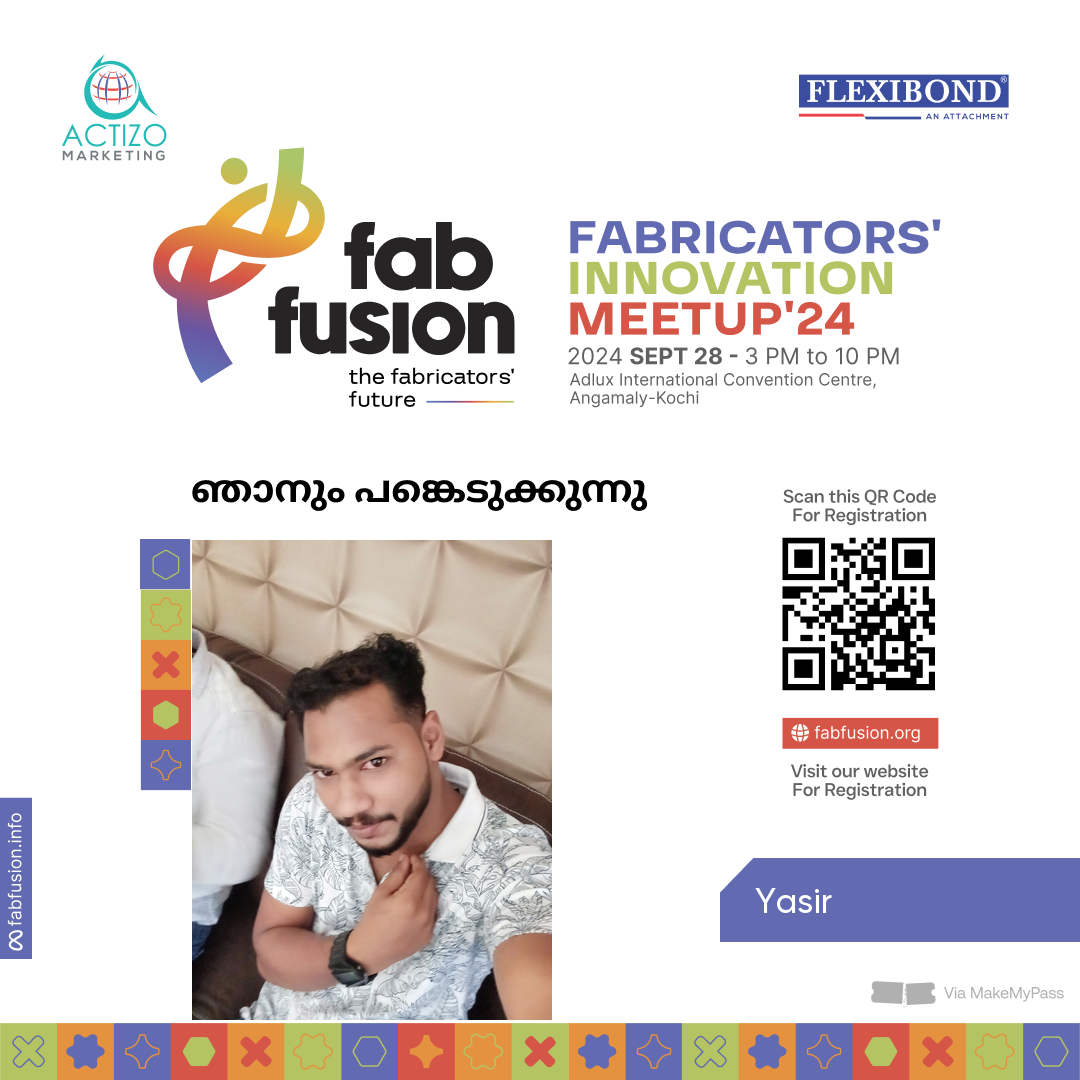 ACTIZO
MARKETING
FLEXIBOND®
AN ATTACHMENT
fab
fusion
the fabricators'
future
FABRICATORS'
INNOVATION
MEETUP'24
2024 SEPT 28 - 3 PM to 10 PM
Adlux International Convention Centre,
Angamaly-Kochi
ഞാനും പങ്കെടുക്കുന്നു
Scan this QR Code
For Registration
fabfusion.org
Visit our website
For Registration
fabfusion.info
Yasir
Via MakeMyPass